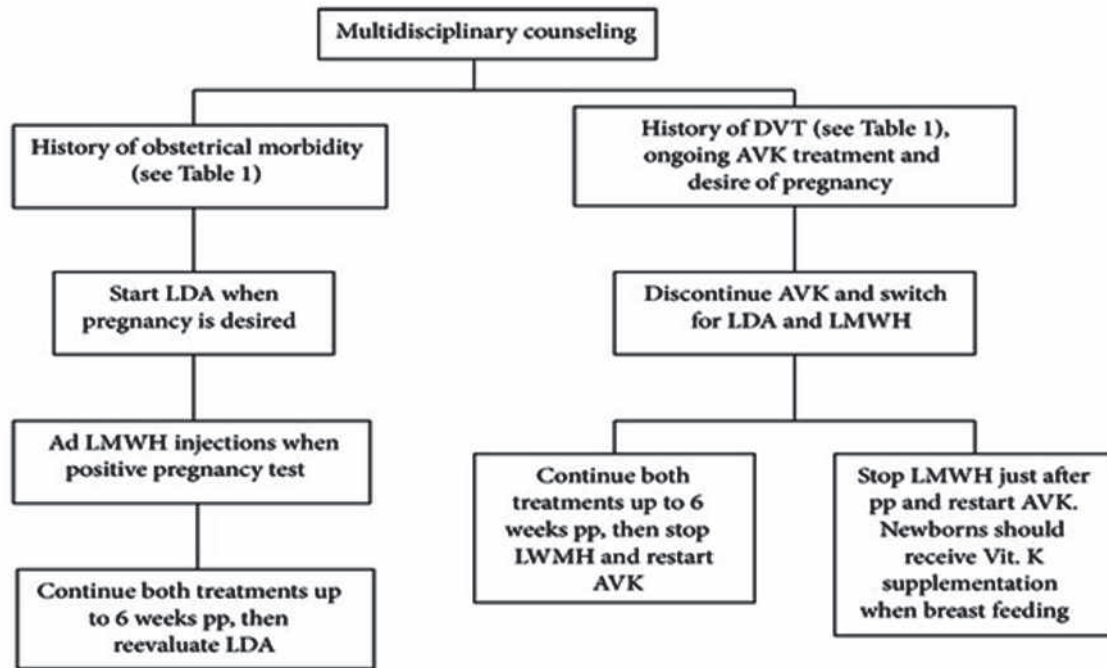 Multidisciplinary counseling
History of obstetrical morbidity
(see Table 1)
History of DVT (see Table 1),
ongoing AVK treatment and
desire of pregnancy
Start LDA when
pregnancy is desired
Discontinue AVK and switch
for LDA and LMWH
Ad LMWH injections when
positive pregnancy test
Continue both
treatments up to 6
weeks pp, then stop
LWMH and restart
AVK
Stop LMWH just after
pp and restart AVK.
Newborns should
receive Vit. K
supplementation
when breast feeding
Continue both treatments up
to 6 weeks pp, then
reevaluate LDA